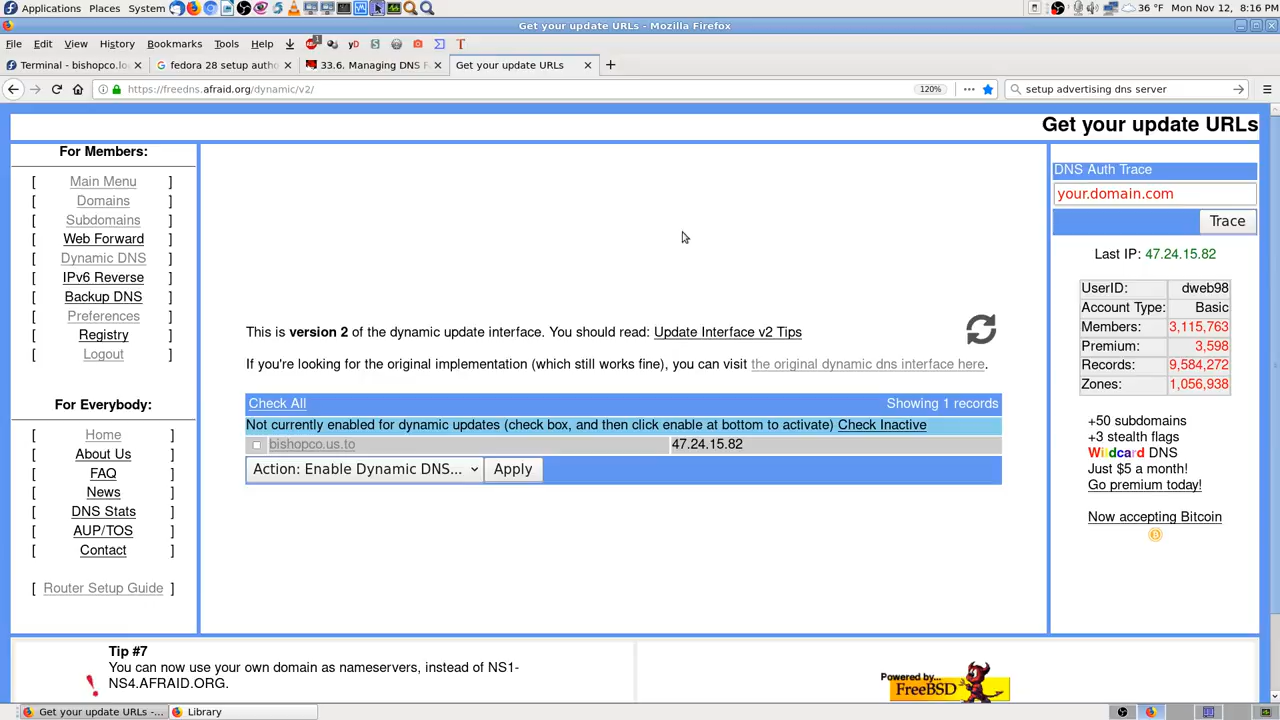 Applications Places System 36 °F Mon Nov 12, 8:16 PM
Get your update URLs - Mozilla Firefox
File Edit View History Bookmarks Tools Help
Terminal - bishopco.lo
fedora 28 setup autho
33.6. Managing DNS F
Get your update URLs
https://freedns.afraid.org/dynamic/v2/
120%
setup advertising dns server
Get your update URLs
For Members:
[ Main Menu ]
[ Domains ]
[ Subdomains ]
[ Web Forward ]
[ Dynamic DNS ]
[ IPv6 Reverse ]
[ Backup DNS ]
[ Preferences ]
[ Registry ]
[ Logout ]
For Everybody:
[ Home ]
[ About Us ]
[ FAQ ]
[ News ]
[ DNS Stats ]
[ AUP/TOS ]
[ Contact ]
[ Router Setup Guide ]
This is version 2 of the dynamic update interface. You should read: Update Interface v2 Tips
If you're looking for the original implementation (which still works fine), you can visit the original dynamic dns interface here.
Check All Showing 1 records
Not currently enabled for dynamic updates (check box, and then click enable at bottom to activate) Check Inactive
bishopco.us.to 47.24.15.82
Action: Enable Dynamic DNS... Apply
DNS Auth Trace
your.domain.com
Trace
Last IP: 47.24.15.82
UserID: dweb98
Account Type: Basic
Members: 3,115,763
Premium: 3,598
Records: 9,584,272
Zones: 1,056,938
+50 subdomains
+3 stealth flags
Wildcard DNS
Just $5 a month!
Go premium today!
Now accepting Bitcoin
Tip #7
You can now use your own domain as nameservers, instead of NS1-
NS4.AFRAID.ORG.
Powered by...
FreeBSD
Get your update URLs -...
Library